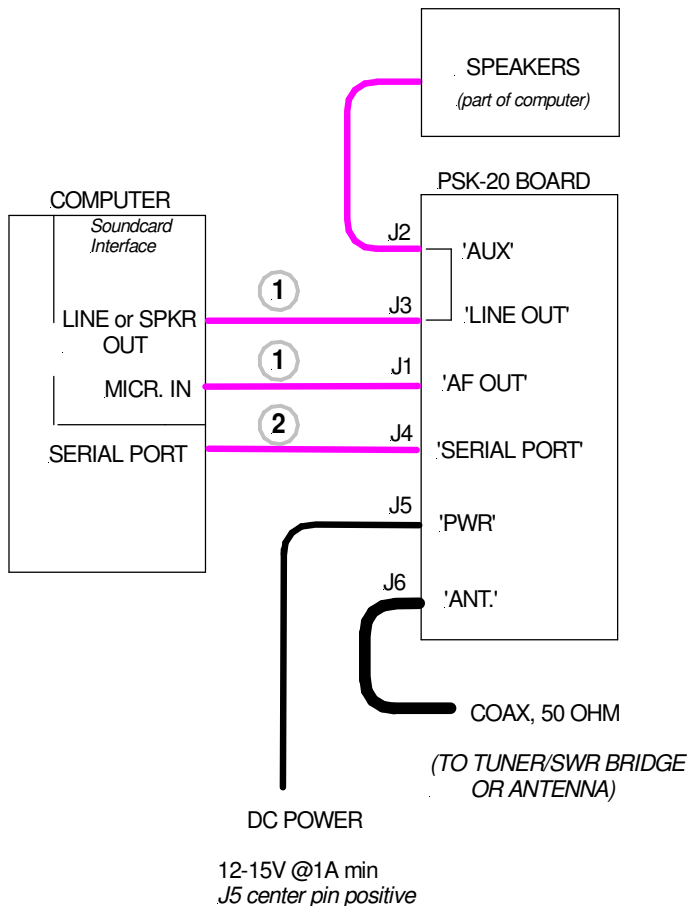 SPEAKERS
(part of computer)
PSK-20 BOARD
COMPUTER
Soundcard
Interface
J2
'AUX'
1
LINE or SPKR
OUT
J3
'LINE OUT'
1
MICR. IN
J1
'AF OUT'
2
SERIAL PORT
J4
'SERIAL PORT'
J5
'PWR'
J6
'ANT.'
COAX, 50 OHM
(TO TUNER/SWR BRIDGE
OR ANTENNA)
DC POWER
12-15V @1A min
J5 center pin positive